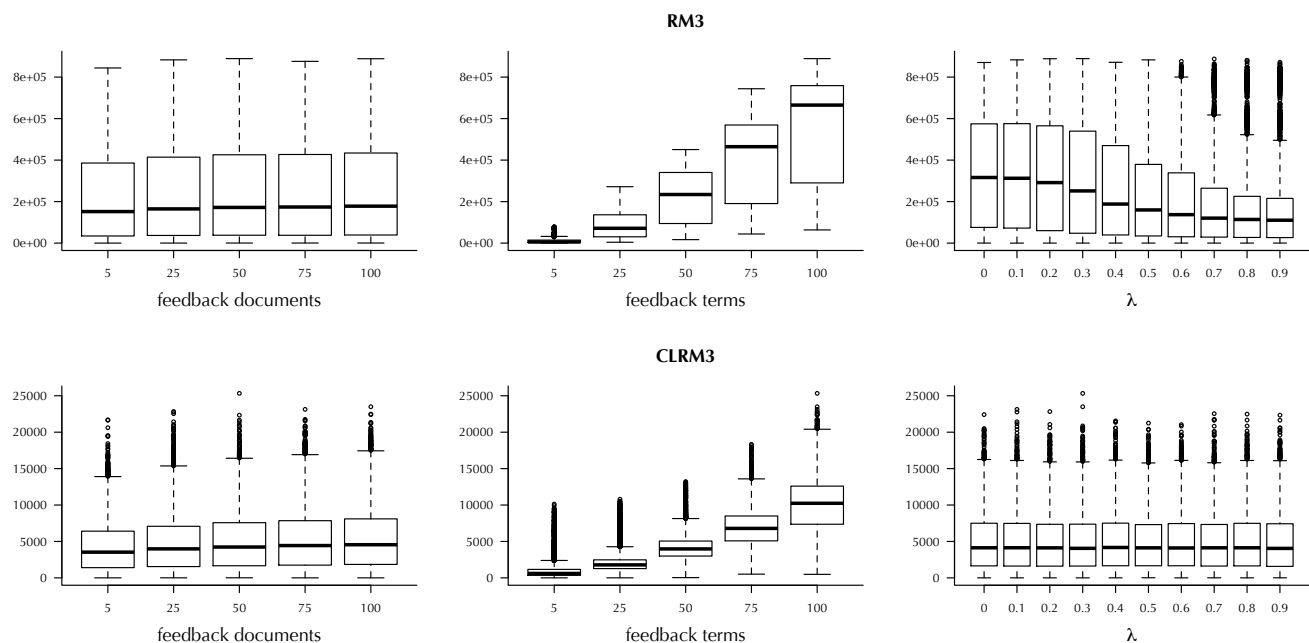 RM3
8e+05 8e+05 8e+05
6e+05 6e+05 6e+05
4e+05 4e+05 4e+05
2e+05 2e+05 2e+05
0e+00 0e+00 0e+00
5 25 50 75 100 5 25 50 75 100 0 0.1 0.2 0.3 0.4 0.5 0.6 0.7 0.8 0.9
feedback documents feedback terms λ
CLRM3
25000 25000 25000
20000 20000 20000
15000 15000 15000
10000 10000 10000
5000 5000 5000
0 0 0
5 25 50 75 100 5 25 50 75 100 0 0.1 0.2 0.3 0.4 0.5 0.6 0.7 0.8 0.9
feedback documents feedback terms λ